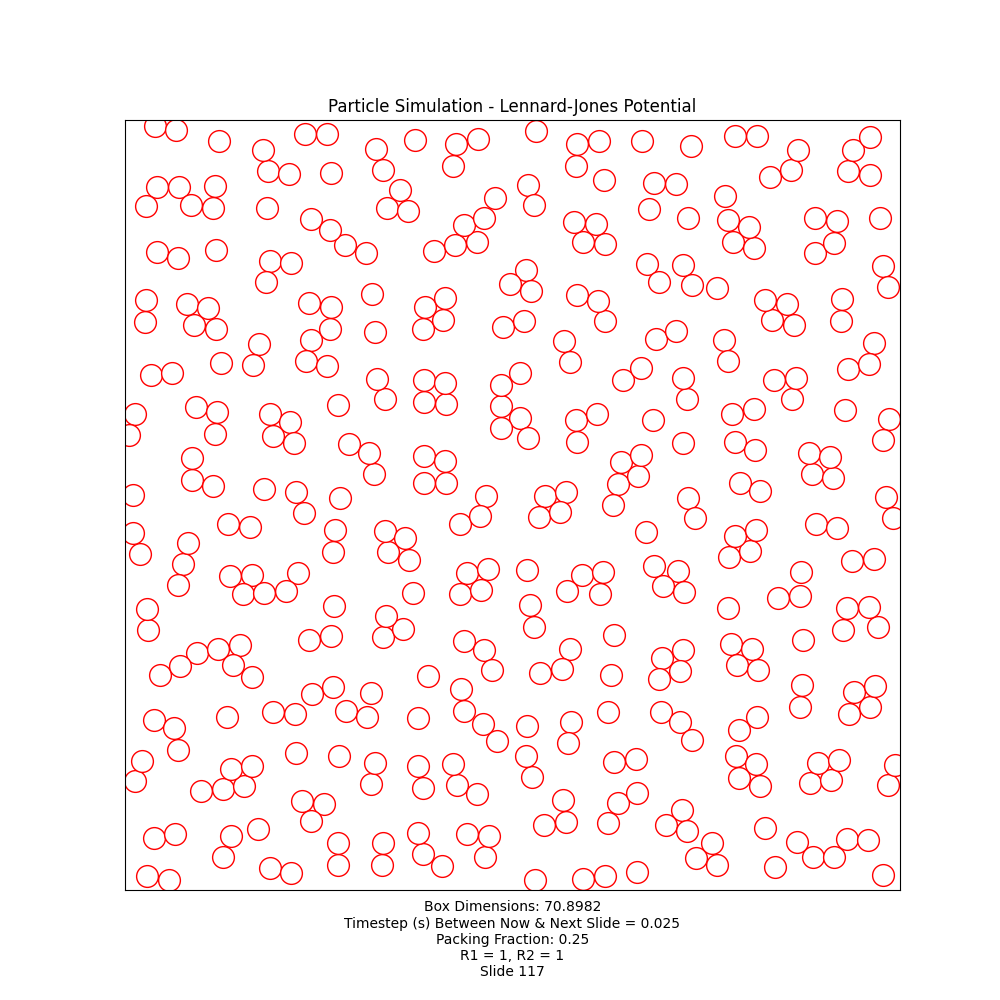 Particle Simulation - Lennard-Jones Potential
Box Dimensions: 70.8982
Timestep (s) Between Now & Next Slide = 0.025
Packing Fraction: 0.25
R1 = 1, R2 = 1
Slide 117